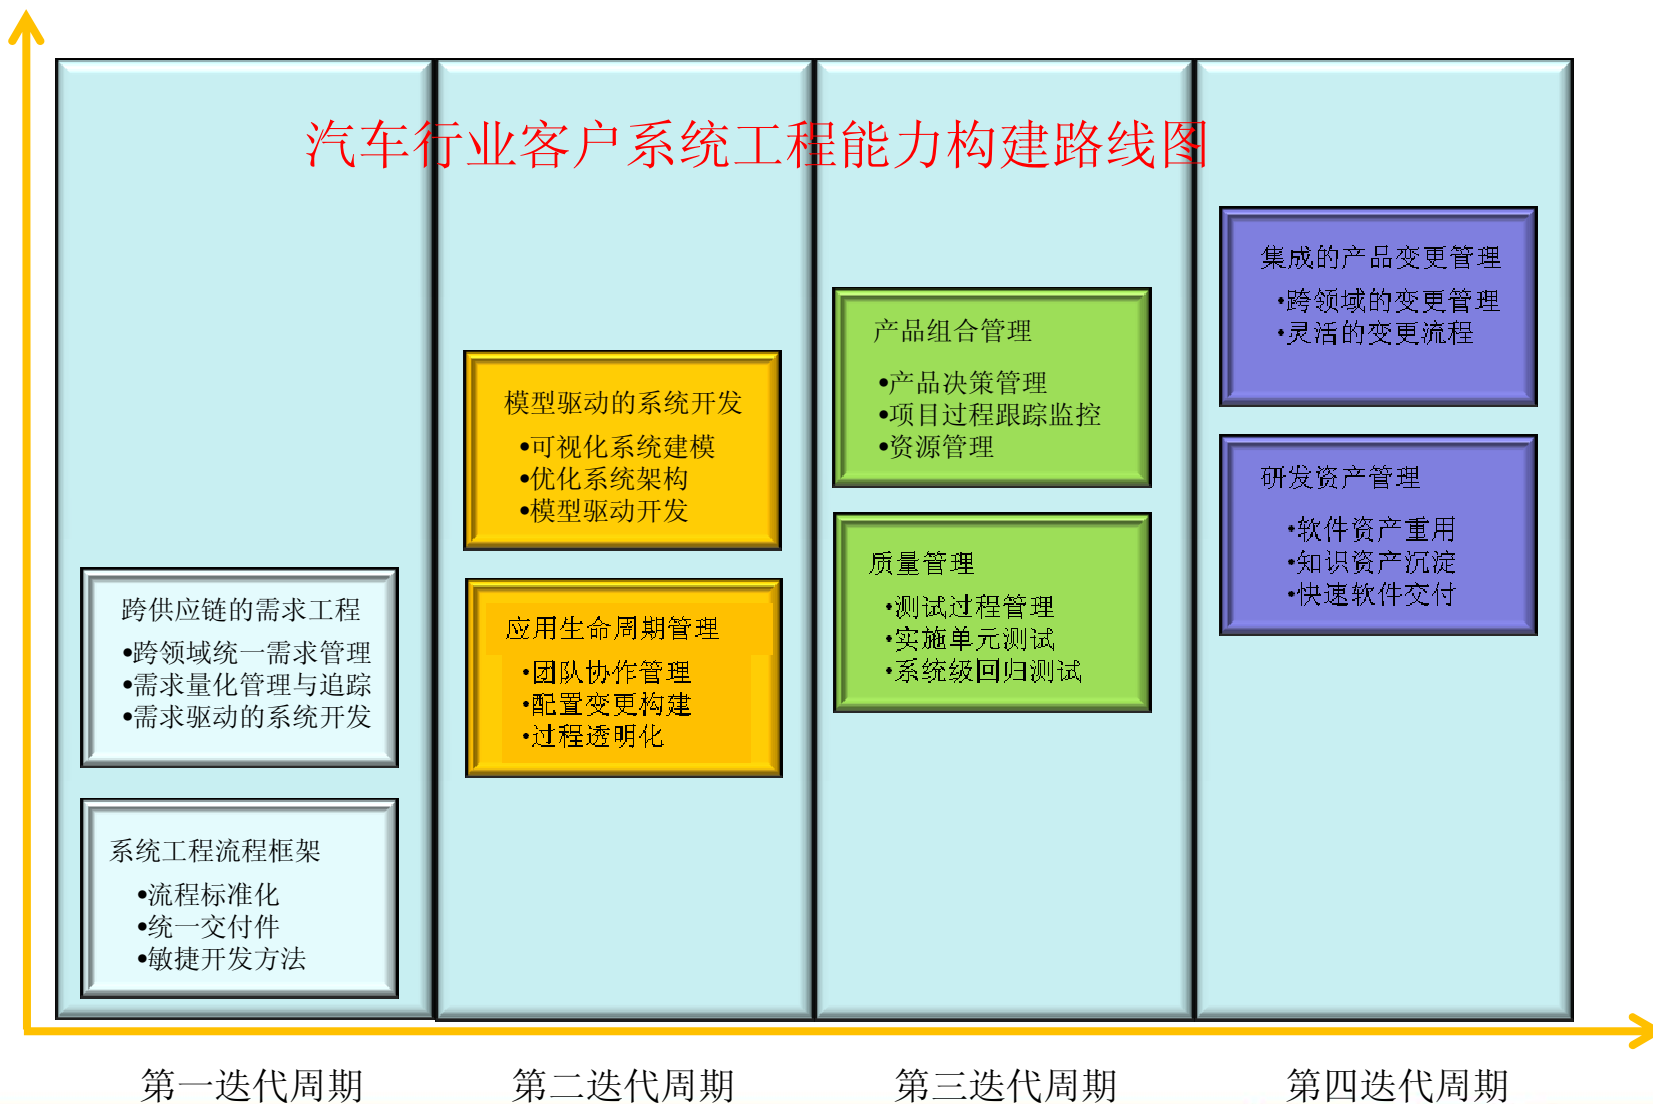 汽车行业客户系统工程能力构建路线图
跨供应链的需求工程
•跨领域统一需求管理
•需求量化管理与追踪
•需求驱动的系统开发
系统工程流程框架
•流程标准化
•统一交付件
•敏捷开发方法
模型驱动的系统开发
•可视化系统建模
•优化系统架构
•模型驱动开发
应用生命周期管理
•团队协作管理
•配置变更构建
•过程透明化
产品组合管理
•产品决策管理
•项目过程跟踪监控
•资源管理
质量管理
•测试过程管理
•实施单元测试
•系统级回归测试
集成的产品变更管理
•跨领域的变更管理
•灵活的变更流程
研发资产管理
•软件资产重用
•知识资产沉淀
•快速软件交付
第一迭代周期
第二迭代周期
第三迭代周期
第四迭代周期